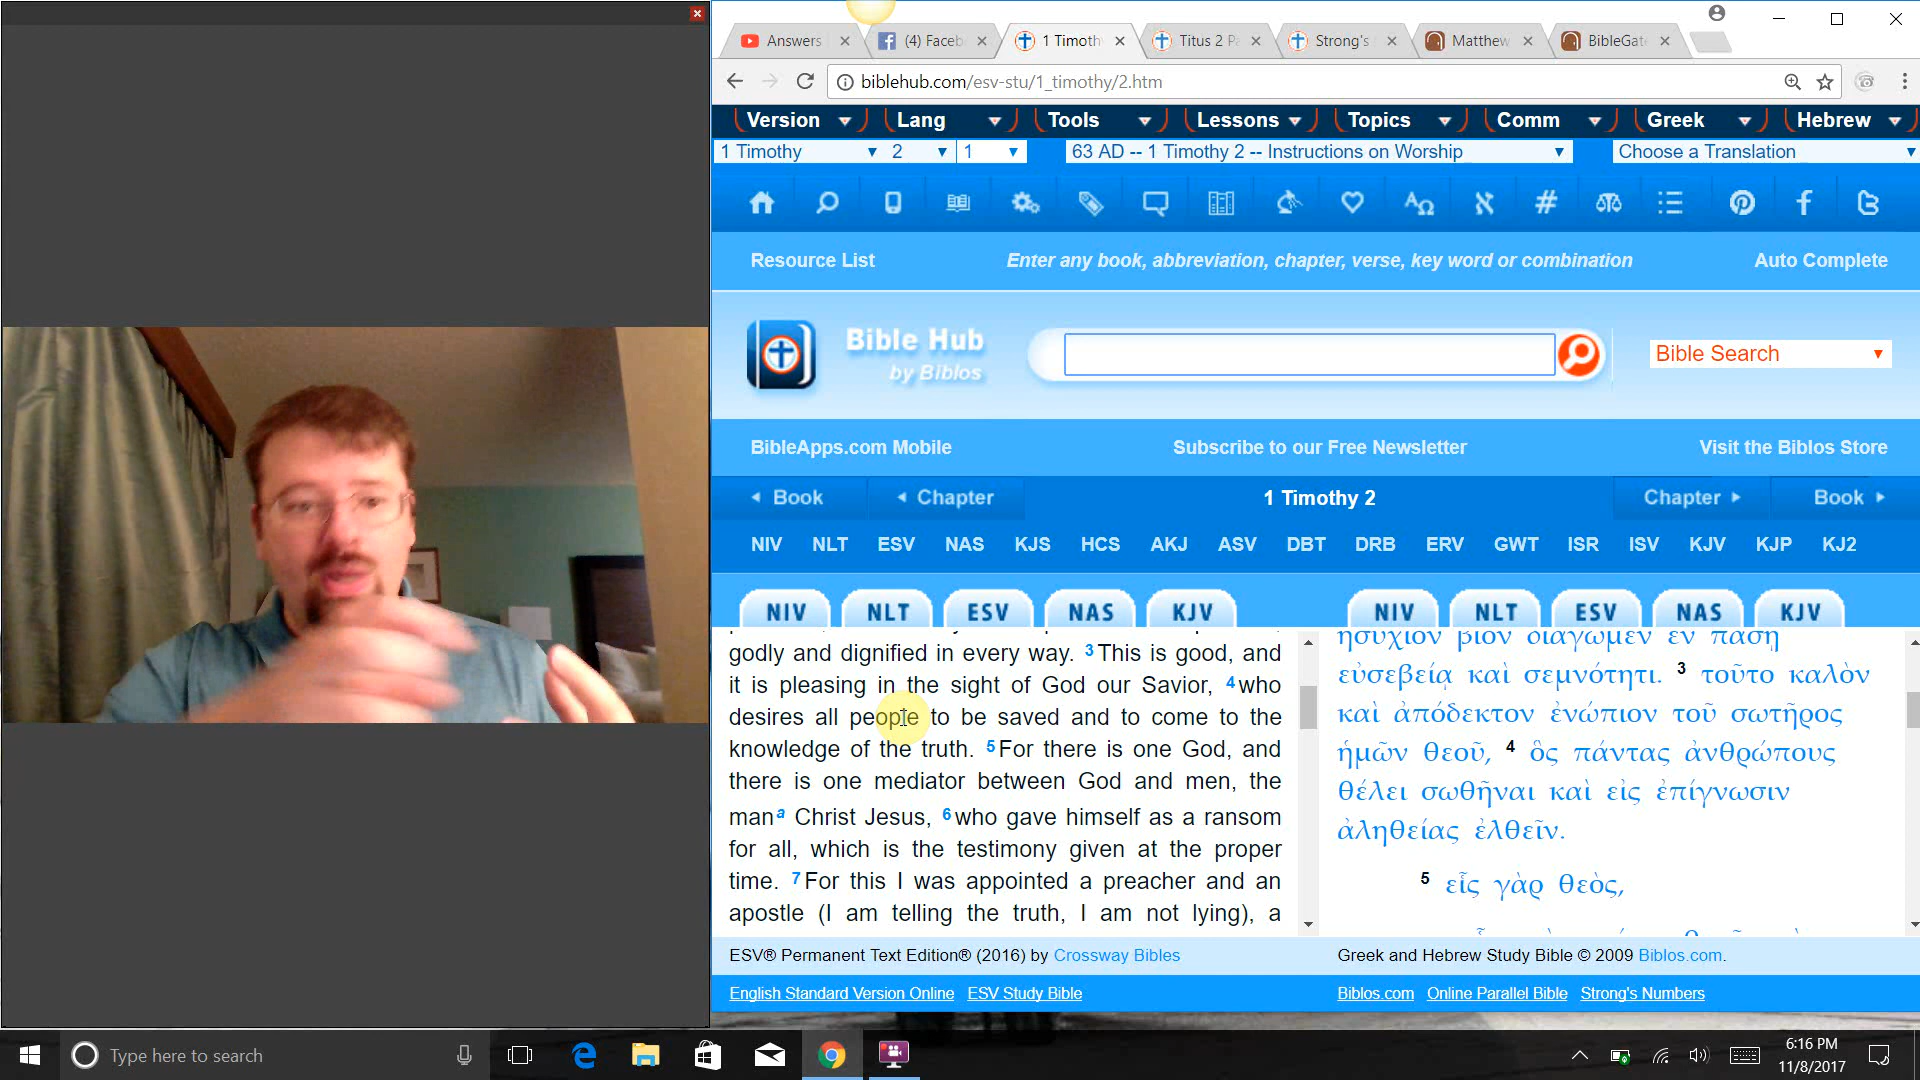 Answers
(4) Faceb
1 Timoth
Titus 2 P
Strong's
Matthew
BibleGat
biblehub.com/esv-stu/1_timothy/2.htm
Version Lang Tools Lessons Topics Comm Greek Hebrew
1 Timothy 2 1 63 AD -- 1 Timothy 2 -- Instructions on Worship Choose a Translation
Resource List Enter any book, abbreviation, chapter, verse, key word or combination Auto Complete
Bible Hub
by Biblos
Bible Search
BibleApps.com Mobile Subscribe to our Free Newsletter Visit the Biblos Store
Book Chapter 1 Timothy 2 Chapter Book
NIV NLT ESV NAS KJS HCS AKJ ASV DBT DRB ERV GWT ISR ISV KJV KJP KJ2
NIV NLT ESV NAS KJV
godly and dignified in every way. 3 This is good, and
it is pleasing in the sight of God our Savior, 4 who
desires all people to be saved and to come to the
knowledge of the truth. 5 For there is one God, and
there is one mediator between God and men, the
man a Christ Jesus, 6 who gave himself as a ransom
for all, which is the testimony given at the proper
time. 7 For this I was appointed a preacher and an
apostle (I am telling the truth, I am not lying), a
ESV® Permanent Text Edition® (2016) by Crossway Bibles
English Standard Version Online ESV Study Bible
NIV NLT ESV NAS KJV
ἡσύχιον βίον διάγωμεν ἐν πάσῃ
εὐσεβείᾳ καὶ σεμνότητι. 3 τοῦτο καλὸν
καὶ ἀπόδεκτον ἐνώπιον τοῦ σωτῆρος
ἡμῶν θεοῦ, 4 ὃς πάντας ἀνθρώπους
θέλει σωθῆναι καὶ εἰς ἐπίγνωσιν
ἀληθείας ἐλθεῖν.
5 εἷς γὰρ θεὸς,
Greek and Hebrew Study Bible © 2009 Biblos.com.
Biblos.com Online Parallel Bible Strong's Numbers
Type here to search
6:16 PM
11/8/2017